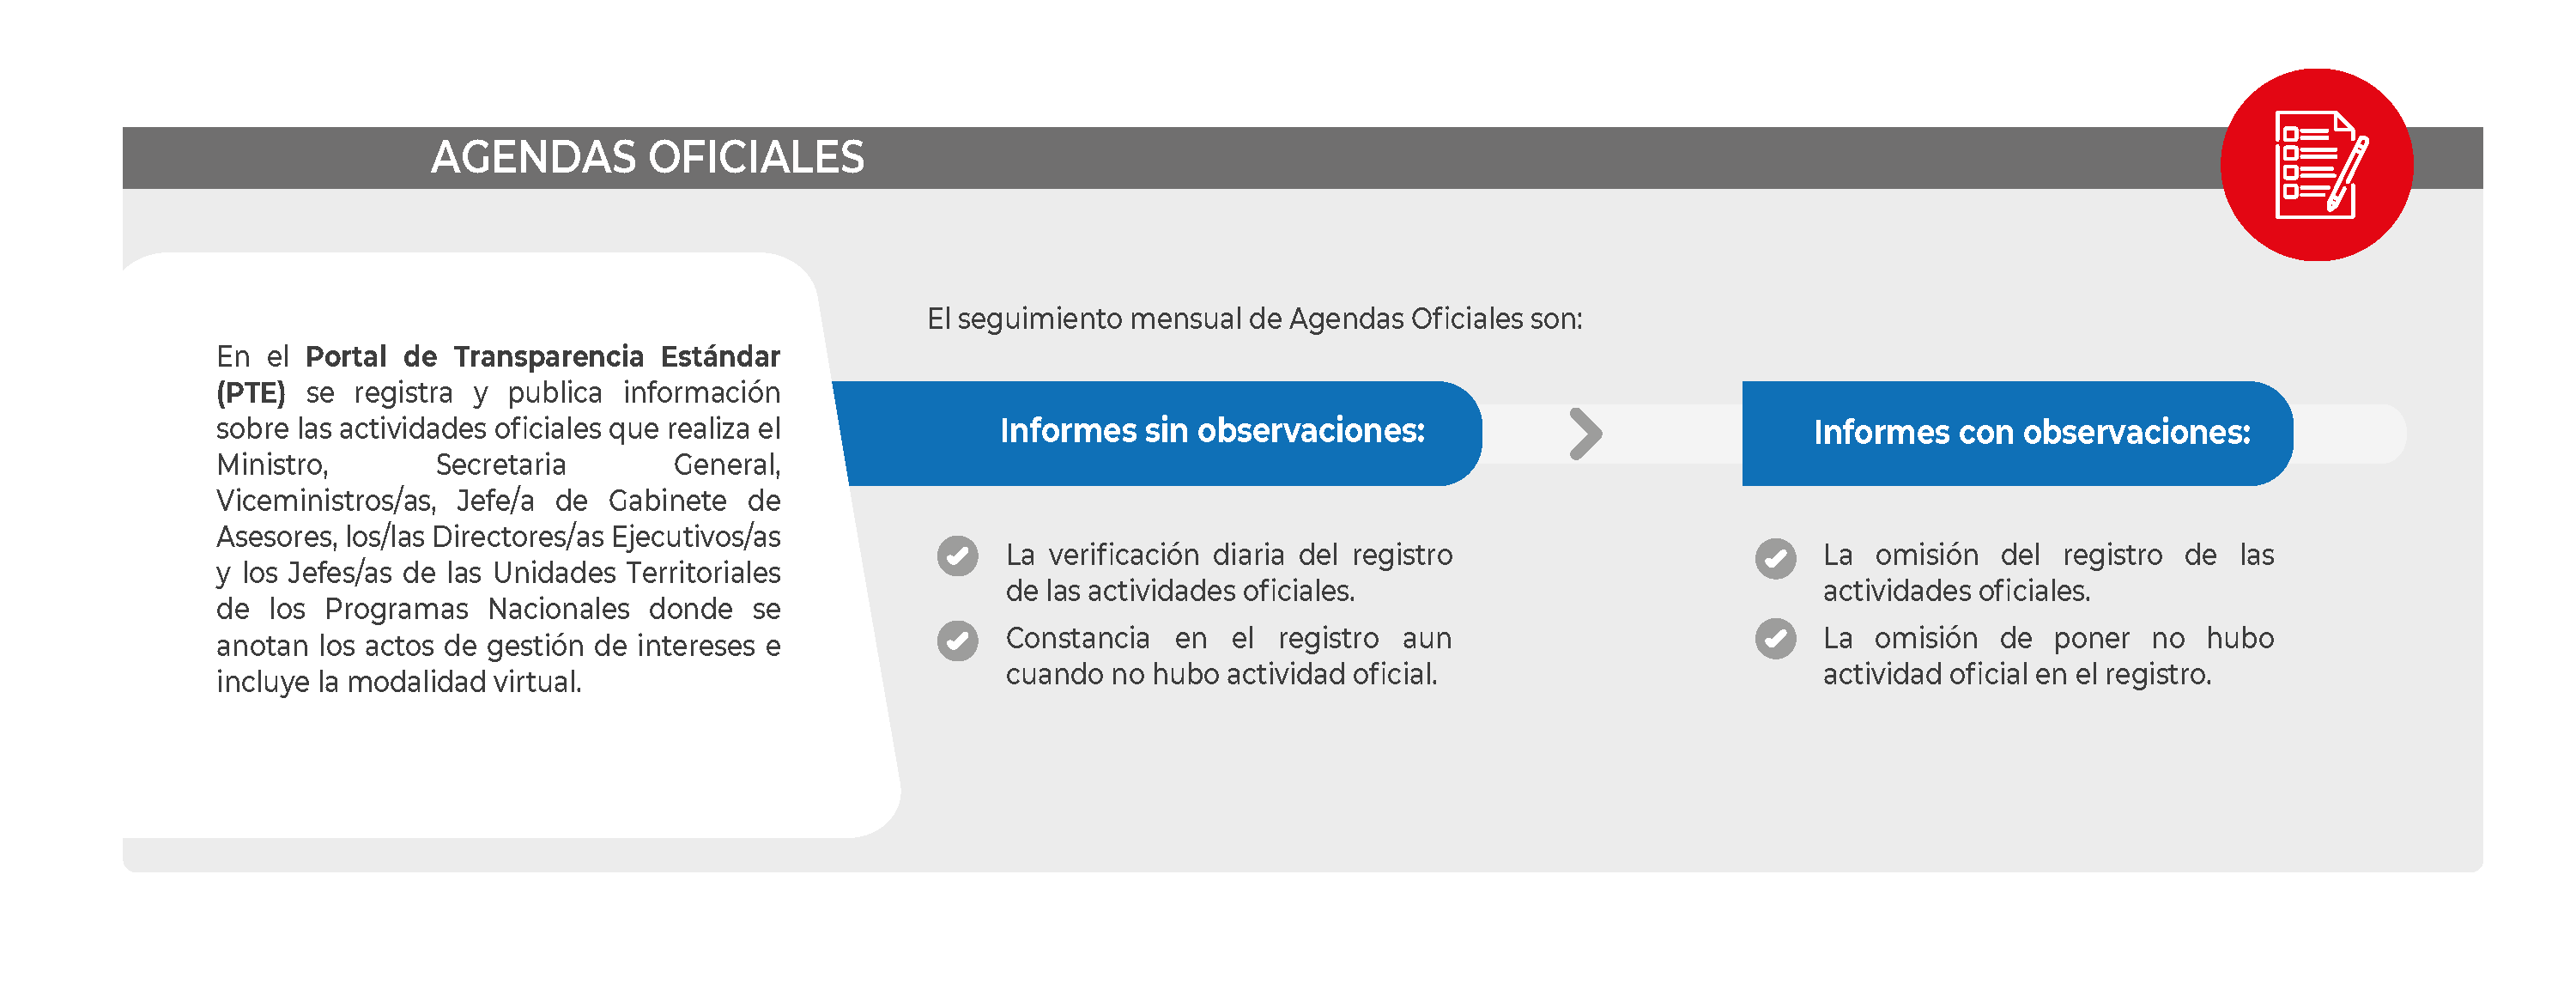 AGENDAS OFICIALES
En el Portal de Transparencia Estándar
(PTE) se registra y publica información
sobre las actividades oficiales que realiza el
Ministro, Secretaria General,
Viceministros/as, Jefe/a de Gabinete de
Asesores, los/las Directores/as Ejecutivos/as
y los Jefes/as de las Unidades Territoriales
de los Programas Nacionales donde se
anotan los actos de gestión de intereses e
incluye la modalidad virtual.
El seguimiento mensual de Agendas Oficiales son:
Informes sin observaciones:
La verificación diaria del registro
de las actividades oficiales.
Constancia en el registro aun
cuando no hubo actividad oficial.
Informes con observaciones:
La omisión del registro de las
actividades oficiales.
La omisión de poner no hubo
actividad oficial en el registro.